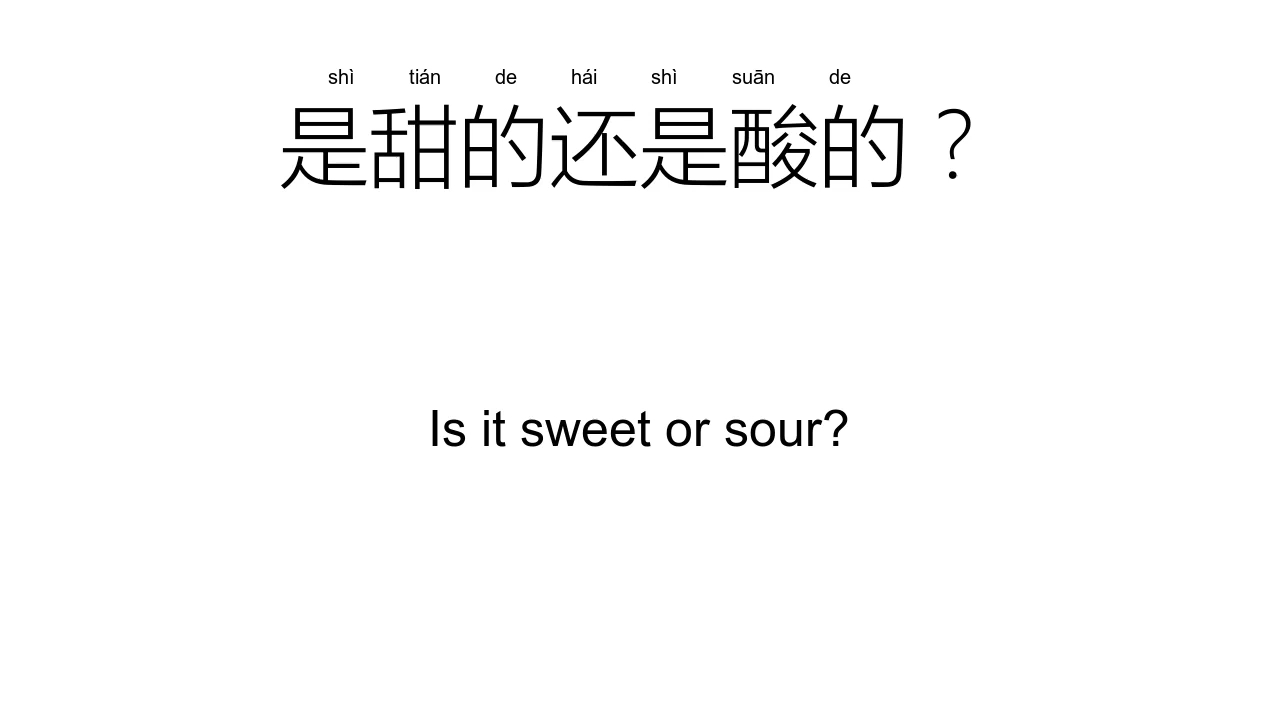 shì tián de hái shì suān de
是甜的还是酸的？
Is it sweet or sour?